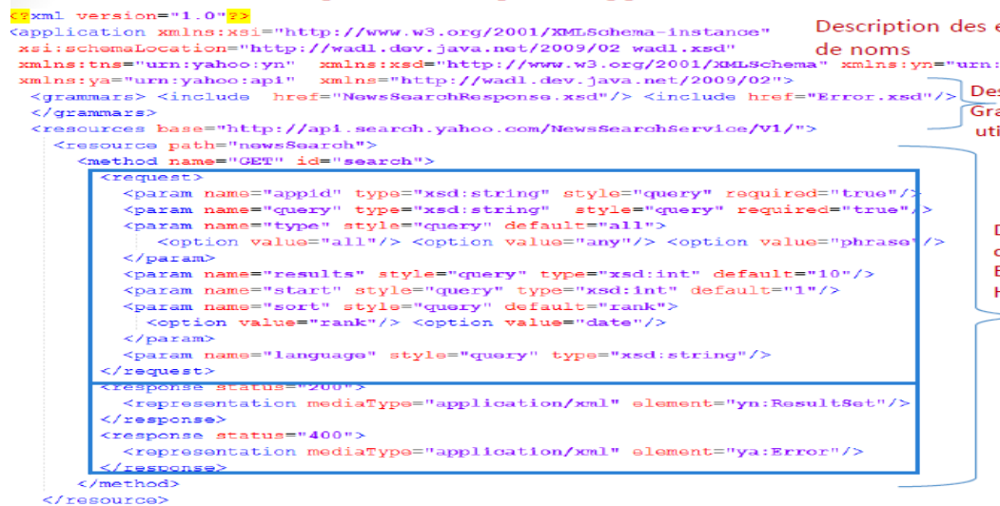 <?xml version="1.0"?>
<application xmlns:xsi="http://www.w3.org/2001/XMLSchema-instance"
xsi:schemaLocation="http://wadl.dev.java.net/2009/02 wadl.xsd"
xmlns:tns="urn:yahoo:yn" xmlns:xsd="http://www.w3.org/2001/XMLSchema" xmlns:yn="urn:
xmlns:ya="urn:yahoo:api" xmlns="http://wadl.dev.java.net/2009/02">
Description des
de noms
<grammars> <include href="NewsSearchResponse.xsd"/> <include href="Error.xsd"/>
</grammars>
<resources base="http://api.search.yahoo.com/NewsSearchService/V1/">
<resource path="newsSearch">
<method name="GET" id="search">
<request>
<param name="appid" type="xsd:string" style="query" required="true"/>
<param name="query" type="xsd:string" style="query" required="true"/>
<param name="type" style="query" default="all">
<option value="all"/> <option value="any"/> <option value="phrase"/>
</param>
<param name="results" style="query" type="xsd:int" default="10"/>
<param name="start" style="query" type="xsd:int" default="1"/>
<param name="sort" style="query" default="rank">
<option value="rank"/> <option value="date"/>
</param>
<param name="language" style="query" type="xsd:string"/>
</request>
<response status="200">
<representation mediaType="application/xml" element="yn:ResultSet"/>
</response>
<response status="400">
<representation mediaType="application/xml" element="ya:Error"/>
</response>
</method>
</resource>